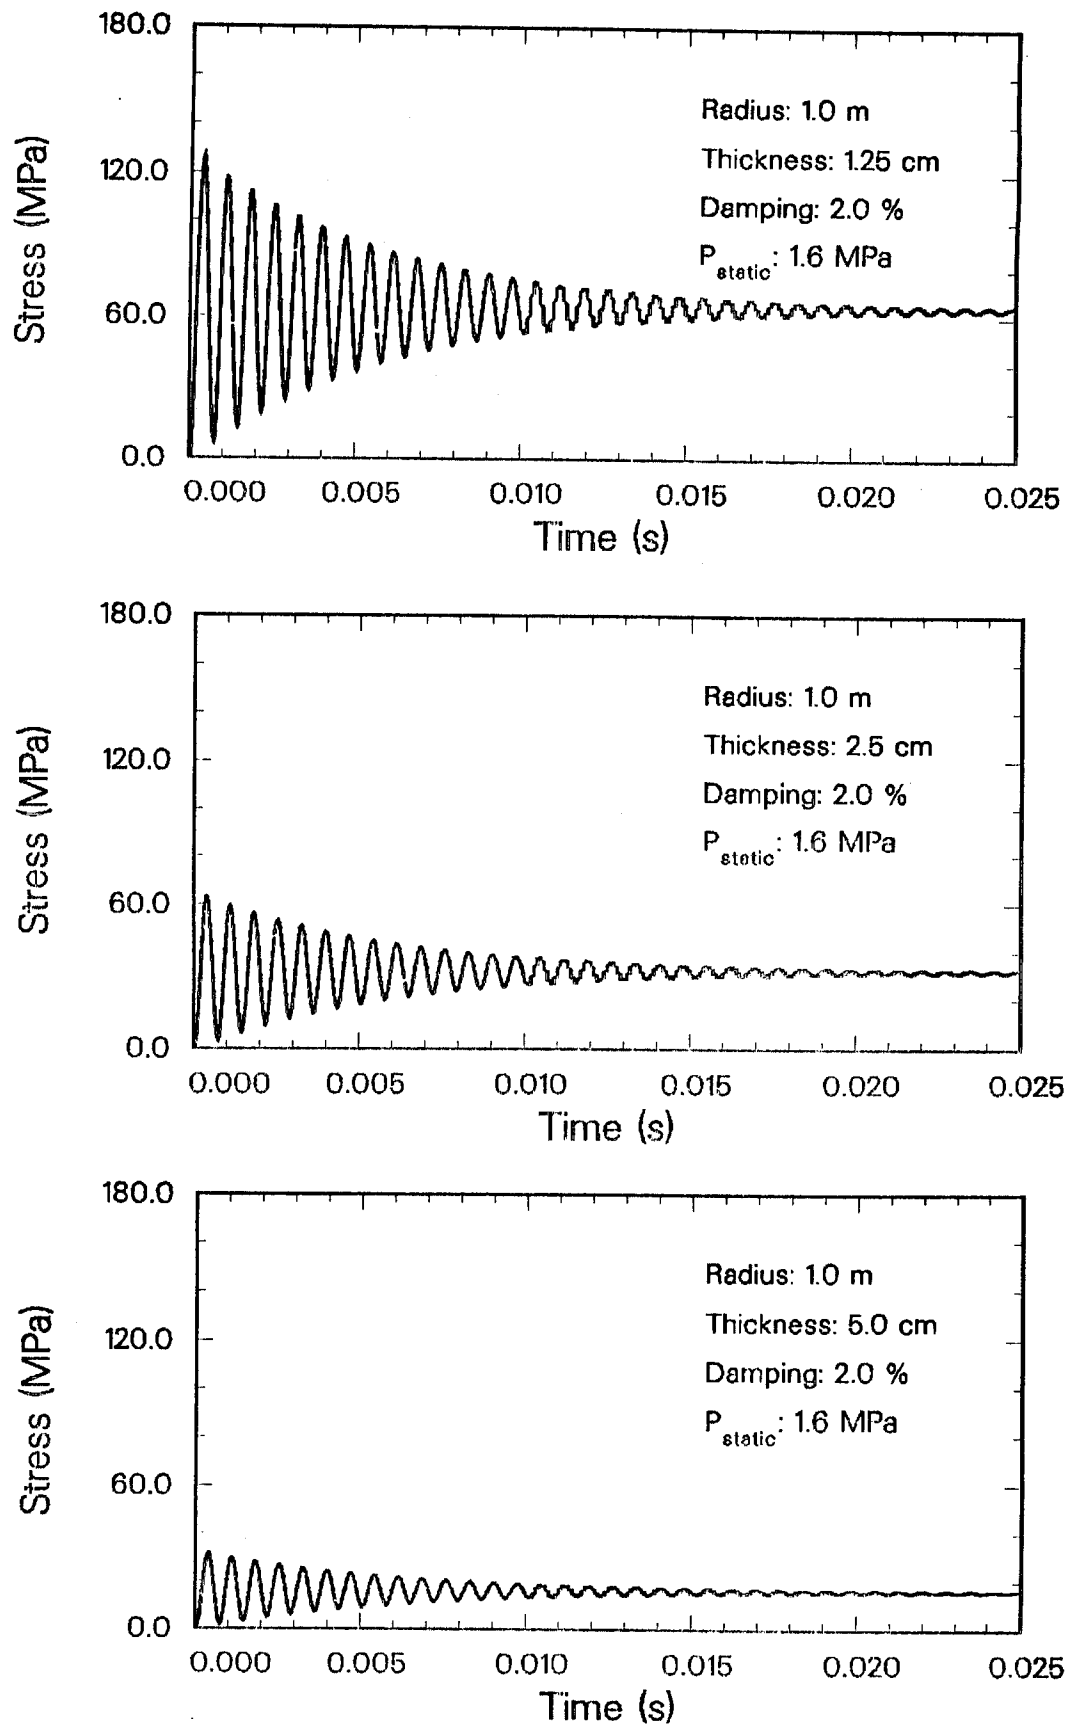 180.0
120.0
60.0
0.0
Stress (MPa)
Radius: 1.0 m
Thickness: 1.25 cm
Damping: 2.0 %
Pstatic: 1.6 MPa
0.000 0.005 0.010 0.015 0.020 0.025
Time (s)
180.0
120.0
60.0
0.0
Stress (MPa)
Radius: 1.0 m
Thickness: 2.5 cm
Damping: 2.0 %
Pstatic: 1.6 MPa
0.000 0.005 0.010 0.015 0.020 0.025
Time (s)
180.0
120.0
60.0
0.0
Stress (MPa)
Radius: 1.0 m
Thickness: 5.0 cm
Damping: 2.0 %
Pstatic: 1.6 MPa
0.000 0.005 0.010 0.015 0.020 0.025
Time (s)